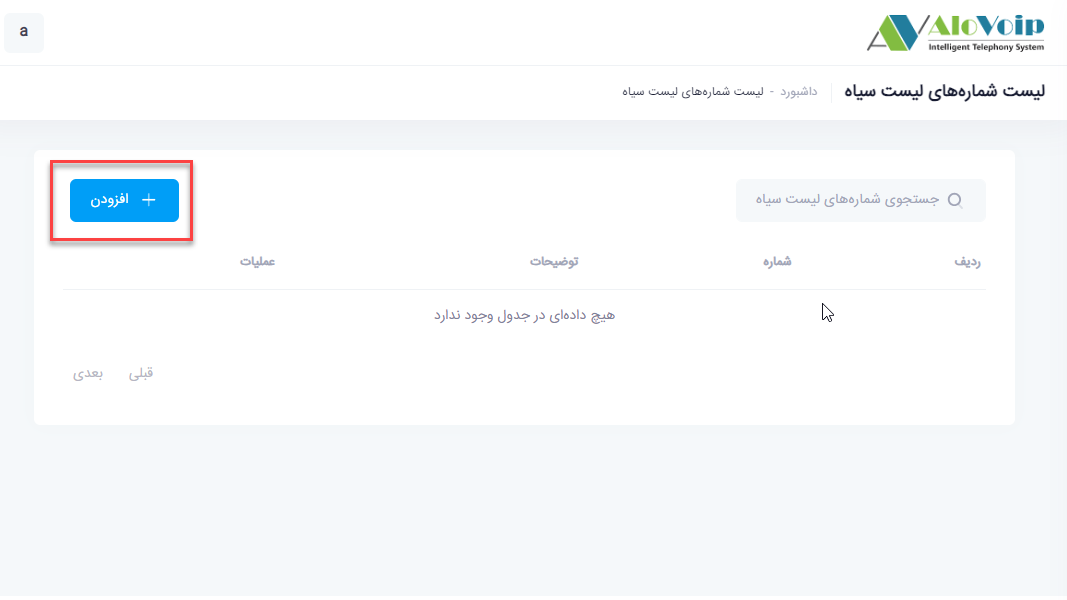 AloVoip
Intelligent Telephony System
a
لیست شماره‌های لیست سیاه
داشبورد - لیست شماره‌های لیست سیاه
جستجوی شماره‌های لیست سیاه
افزودن
ردیف شماره توضیحات عملیات
هیچ داده‌ای در جدول وجود ندارد
قبلی بعدی